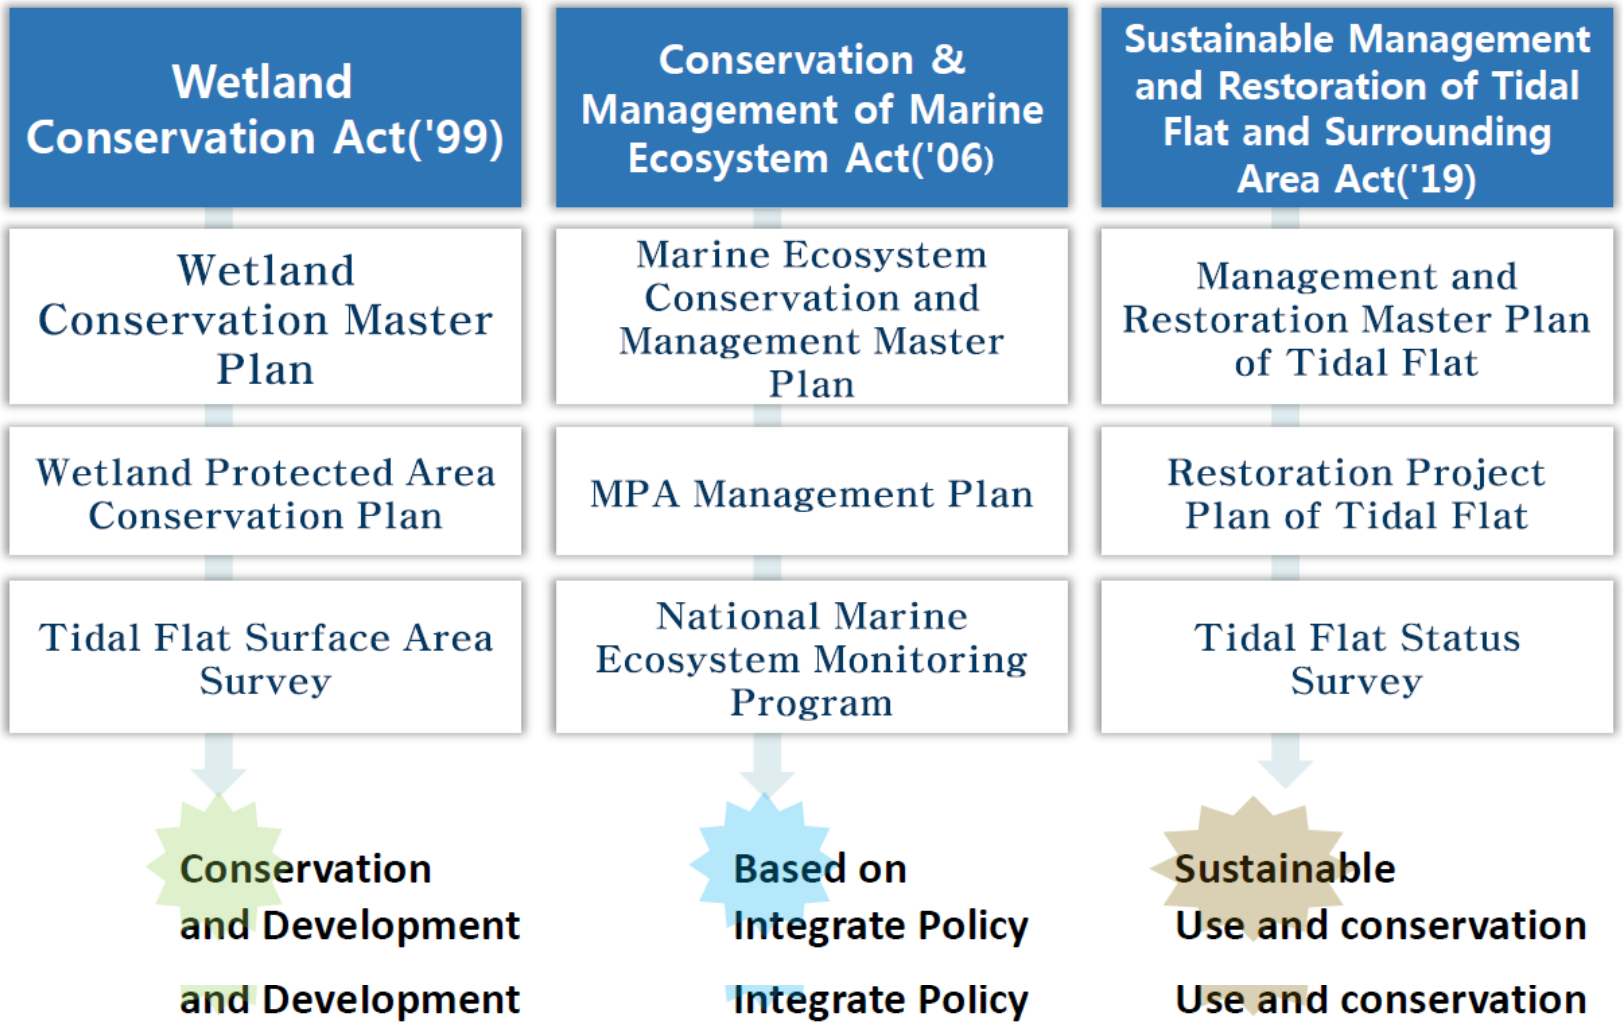 Wetland
Conservation Act('99)
Wetland
Conservation Master
Plan
Wetland Protected Area
Conservation Plan
Tidal Flat Surface Area
Survey
Conservation
and Development
and Development
Conservation &
Management of Marine
Ecosystem Act('06)
Marine Ecosystem
Conservation and
Management Master
Plan
MPA Management Plan
National Marine
Ecosystem Monitoring
Program
Based on
Integrate Policy
Integrate Policy
Sustainable Management
and Restoration of Tidal
Flat and Surrounding
Area Act('19)
Management and
Restoration Master Plan
of Tidal Flat
Restoration Project
Plan of Tidal Flat
Tidal Flat Status
Survey
Sustainable
Use and conservation
Use and conservation